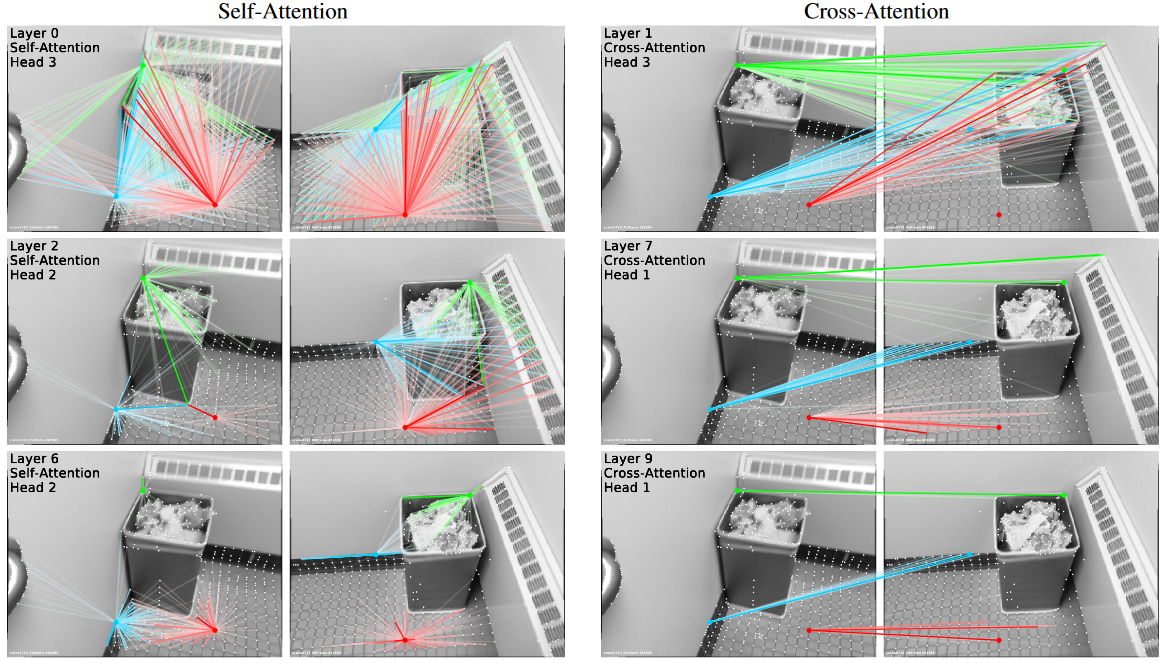 Self-Attention
Cross-Attention
Layer 0
Self-Attention
Head 3
Layer 1
Cross-Attention
Head 3
Layer 2
Self-Attention
Head 2
Layer 7
Cross-Attention
Head 1
Layer 6
Self-Attention
Head 2
Layer 9
Cross-Attention
Head 1